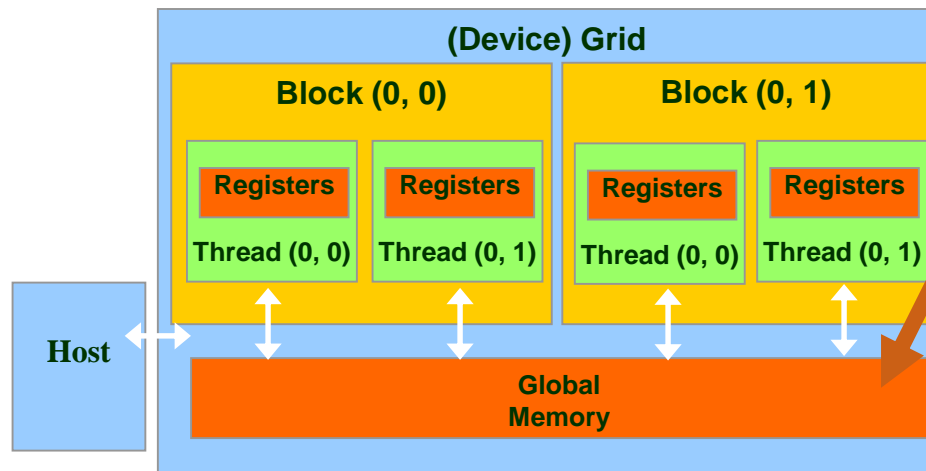 (Device) Grid
Block (0, 0)
Block (0, 1)
Registers
Registers
Registers
Registers
Thread (0, 0)
Thread (0, 1)
Thread (0, 0)
Thread (0, 1)
Host
Global
Memory